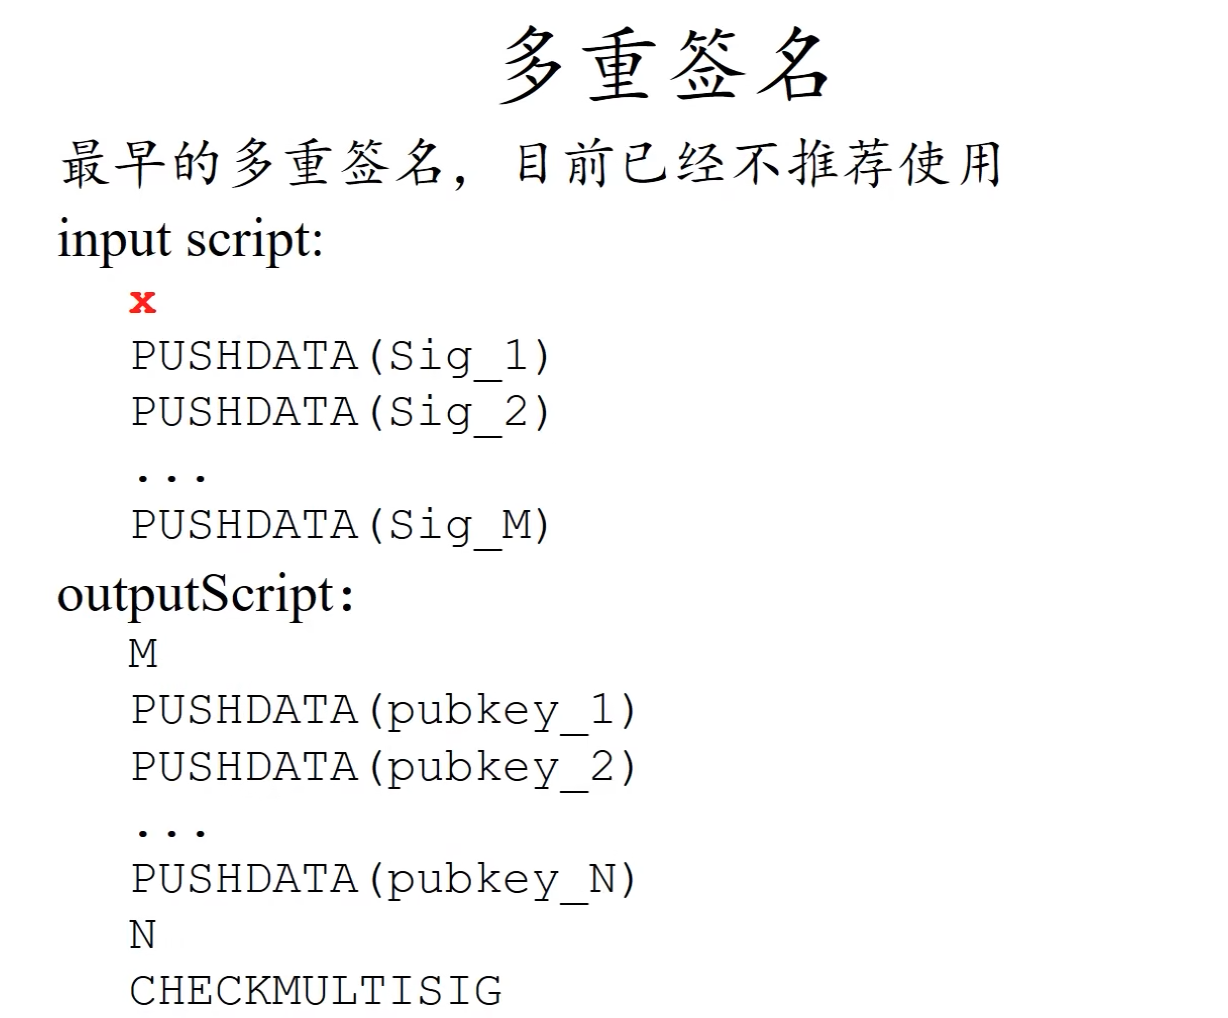 多重签名
最早的多重签名，目前已经不推荐使用
input script:
x
PUSHDATA(Sig_1)
PUSHDATA(Sig_2)
...
PUSHDATA(Sig_M)
outputScript:
M
PUSHDATA(pubkey_1)
PUSHDATA(pubkey_2)
...
PUSHDATA(pubkey_N)
N
CHECKMULTISIG